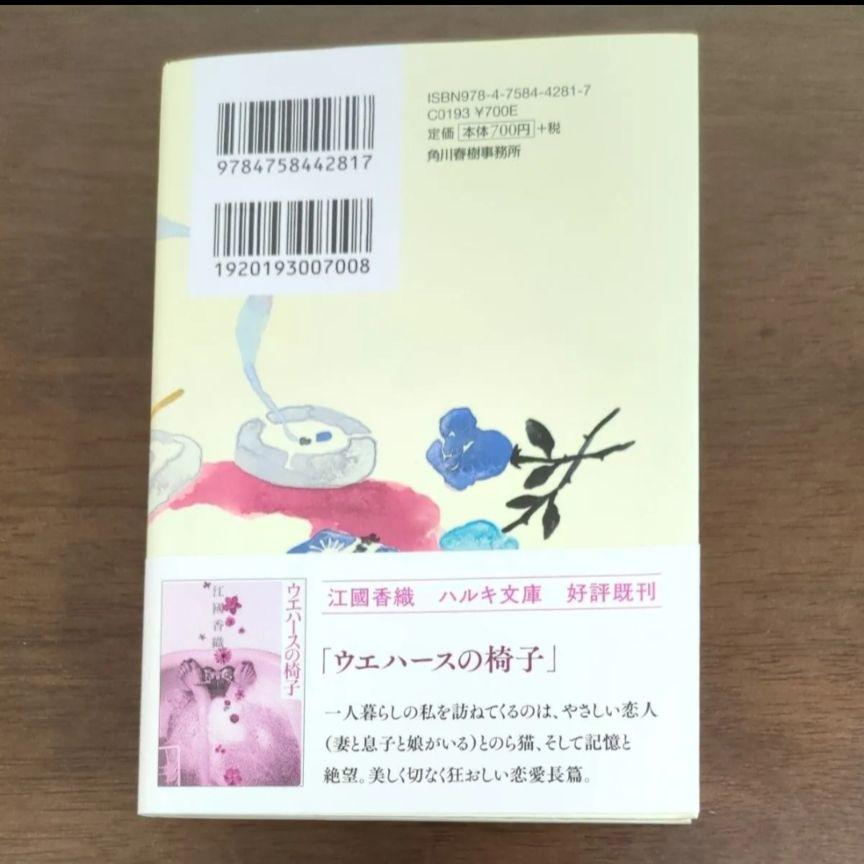 9784758442817
1920193007008
ISBN978-4-7584-4281-7
C0193 ¥700E
定価 本体700円 +税
角川春樹事務所
江國香織 ハルキ文庫 好評既刊
「ウエハースの椅子」
一人暮らしの私を訪ねてくるのは、やさしい恋人
(妻と息子と娘がいる)とのら猫、そして記憶と
絶望。美しく切なく狂おしい恋愛長篇。
ウエハースの椅子
江國香織